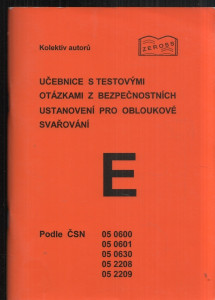 Kolektiv autorů
ZEROSS
UČEBNICE S TESTOVÝMI
OTÁZKAMI Z BEZPEČNOSTNÍCH
USTANOVENÍ PRO OBLOUKOVÉ
SVAŘOVÁNÍ
E
Podle ČSN 05 0600
05 0601
05 0630
05 2208
05 2209